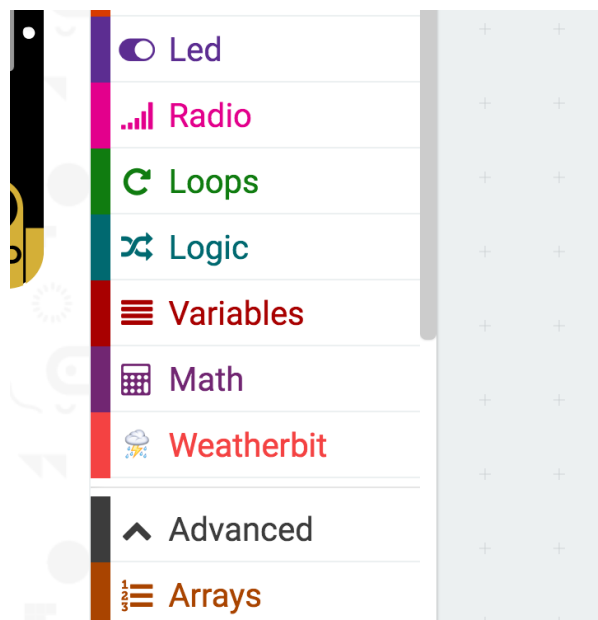 Led
Radio
Loops
Logic
Variables
Math
Weatherbit
Advanced
Arrays